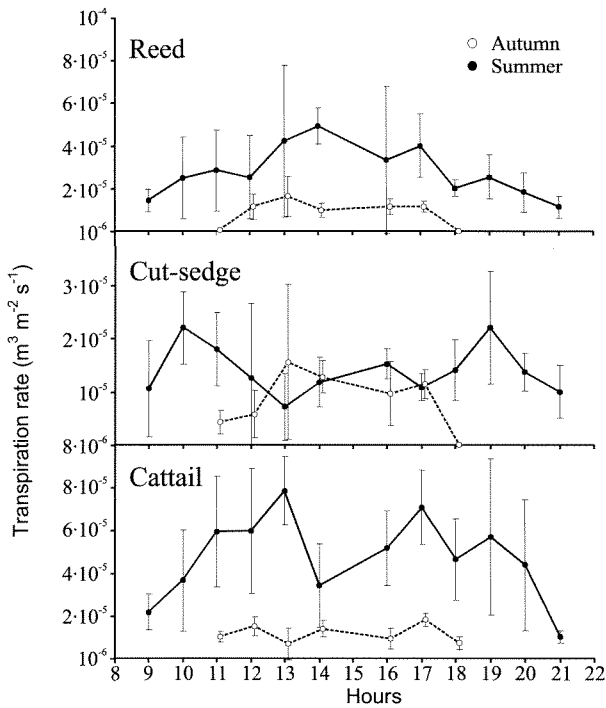 10⁻⁴
Reed
Autumn
Summer
8·10⁻⁵
6·10⁻⁵
4·10⁻⁵
2·10⁻⁵
10⁻⁶
Cut-sedge
3·10⁻⁵
2·10⁻⁵
10⁻⁵
8·10⁻⁶
Cattail
8·10⁻⁵
4·10⁻⁵
2·10⁻⁵
10⁻⁶
Transpiration rate (m³ m⁻² s⁻¹)
8 9 10 11 12 13 14 15 16 17 18 19 20 21 22
Hours